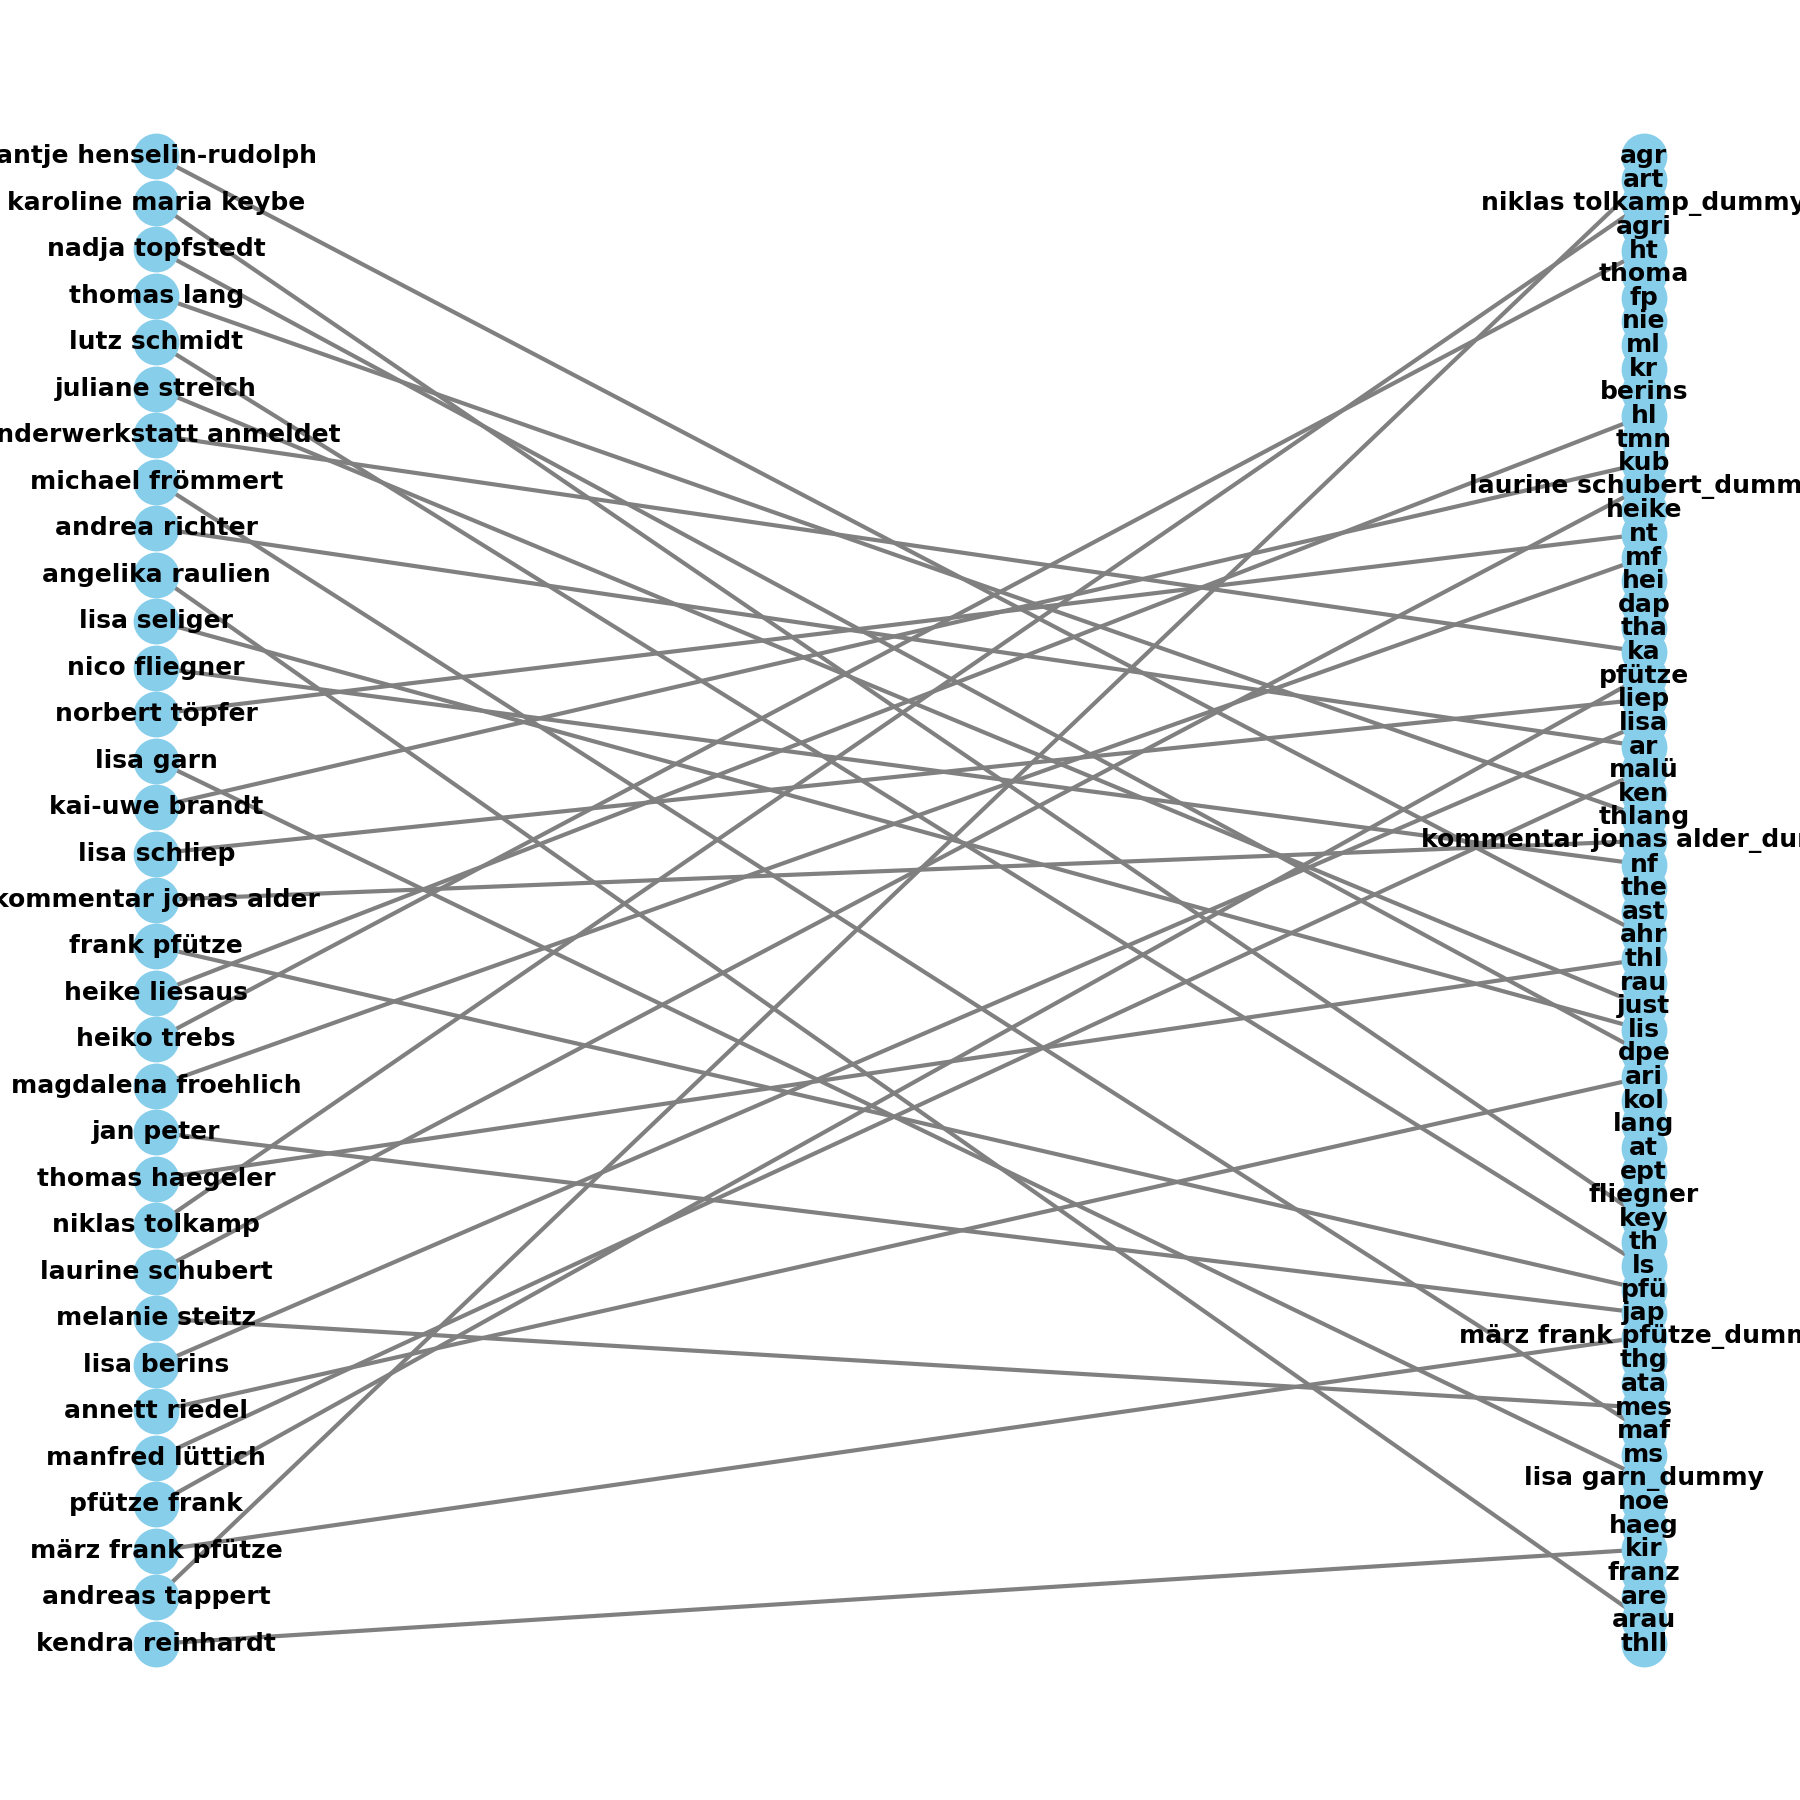 antje henselin-rudolph
karoline maria keybe
nadja topfstedt
thomas lang
lutz schmidt
juliane streich
nderwerkstatt anmeldet
michael frömmert
andrea richter
angelika raulien
lisa seliger
nico fliegner
norbert töpfer
lisa garn
kai-uwe brandt
lisa schliep
kommentar jonas alder
frank pfütze
heike liesaus
heiko trebs
magdalena froehlich
jan peter
thomas haegeler
niklas tolkamp
laurine schubert
melanie steitz
lisa berins
annett riedel
manfred lüttich
pfütze frank
märz frank pfütze
andreas tappert
kendra reinhardt
agr
art
niklas tolkamp_dummy
agri
ht
thoma
fp
nie
ml
kr
berins
hl
tmn
kub
laurine schubert_dumm
heike
nt
mf
hei
dap
tha
ka
pfütze
liep
lisa
ar
malü
ken
thlang
kommentar jonas alder_du
nf
the
ast
ahr
thl
rau
just
lis
dpe
ari
kol
lang
at
ept
fliegner
key
th
ls
pfü
jap
märz frank pfütze_dumm
thg
ata
mes
maf
ms
lisa garn_dummy
noe
haeg
kir
franz
are
arau
thll